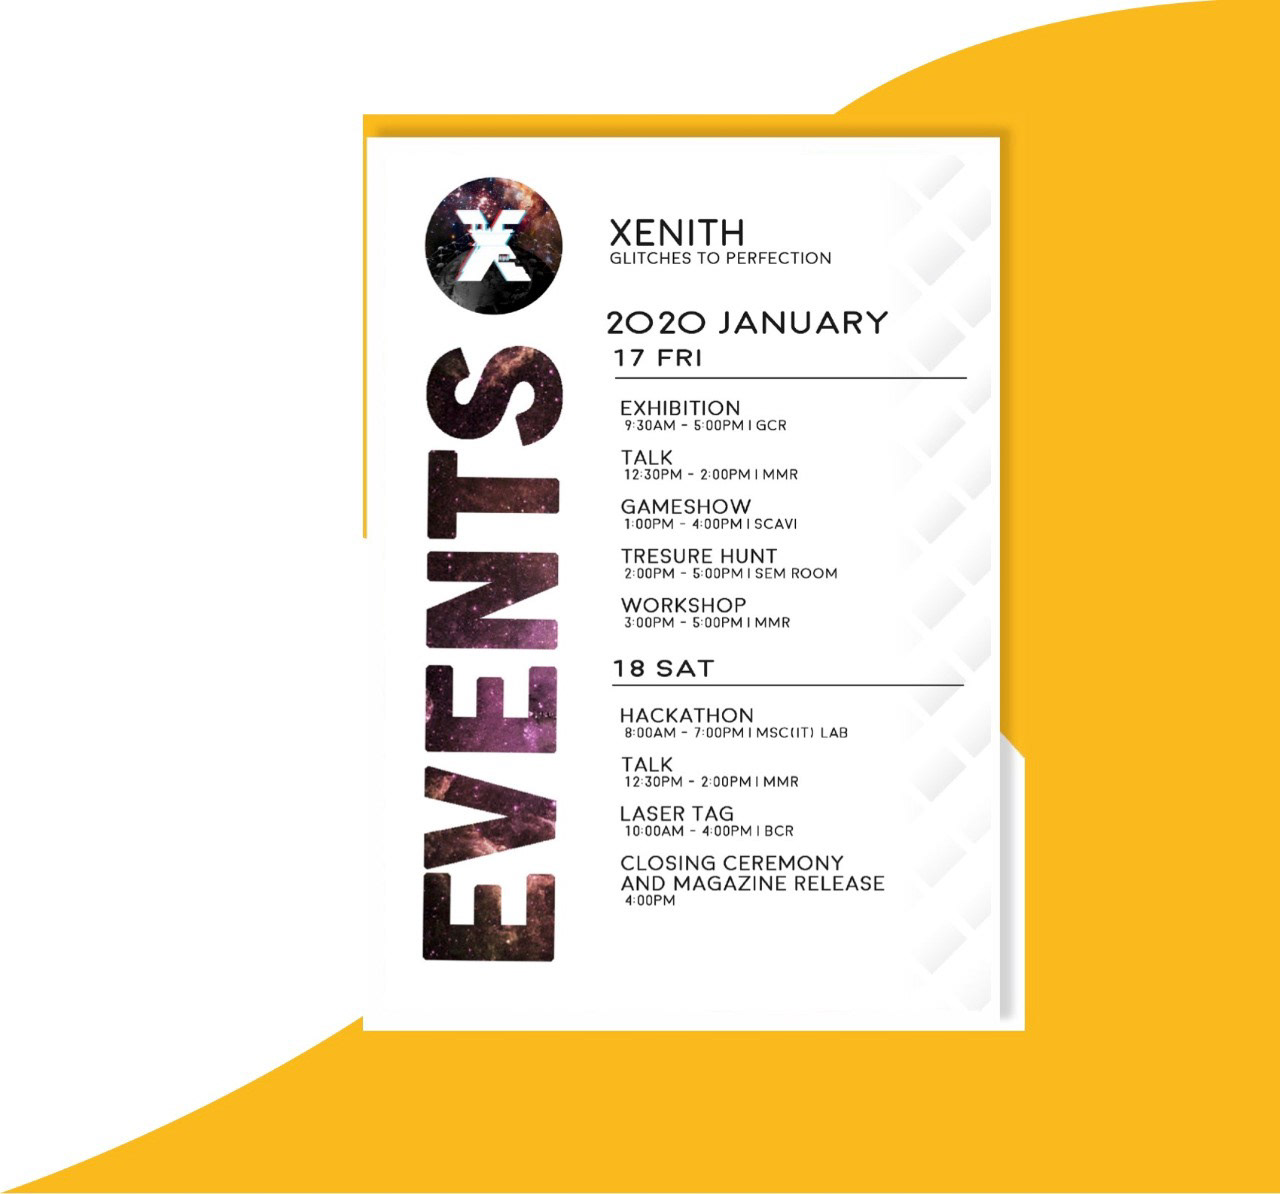 X
XENITH
GLITCHES TO PERFECTION
2020 JANUARY
17 FRI
EXHIBITION
9:30AM - 5:00PM | GCR
TALK
12:30PM - 2:00PM | MMR
GAMESHOW
1:00PM - 4:00PM | SCAVI
TRESURE HUNT
2:00PM - 5:00PM | SEM ROOM
WORKSHOP
3:00PM - 5:00PM | MMR
18 SAT
HACKATHON
8:00AM - 7:00PM | MSC(IT) LAB
TALK
12:30PM - 2:00PM | MMR
LASER TAG
10:00AM - 4:00PM | BCR
CLOSING CEREMONY
AND MAGAZINE RELEASE
4:00PM
EVENTS